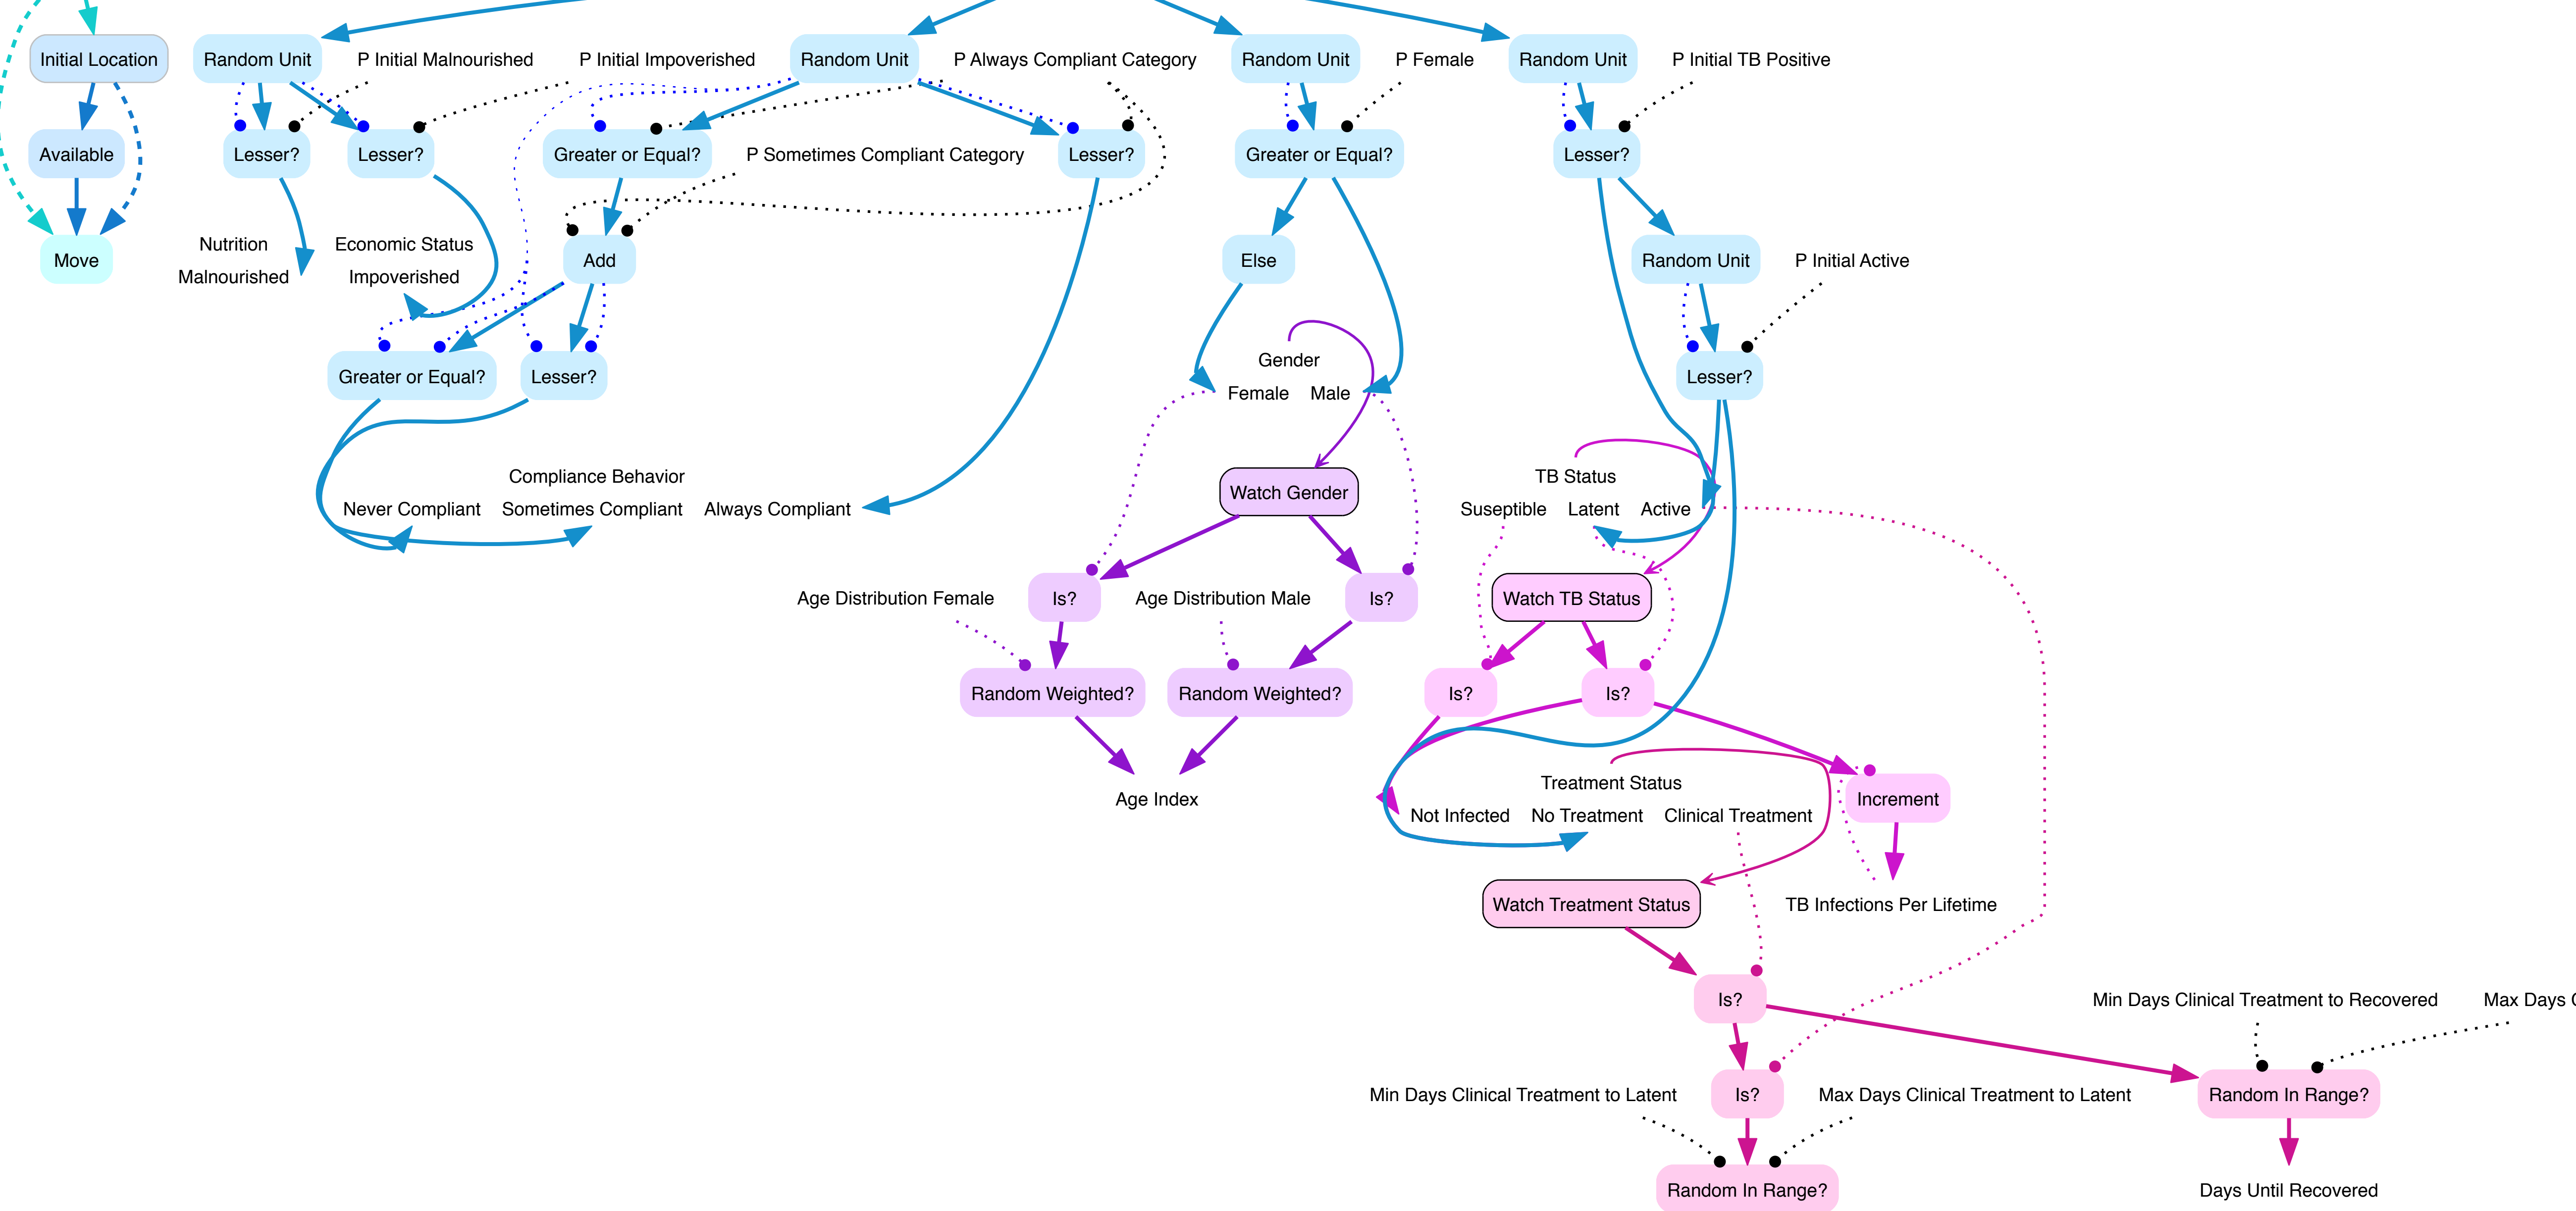 Initial Location
Random Unit
P Initial Malnourished
P Initial Impoverished
Random Unit
P Always Compliant Category
Random Unit
P Female
Random Unit
P Initial TB Positive
Available
Lesser?
Lesser?
Greater or Equal?
P Sometimes Compliant Category
Lesser?
Greater or Equal?
Lesser?
Move
Nutrition
Malnourished
Economic Status
Impoverished
Add
Else
Random Unit
P Initial Active
Greater or Equal?
Lesser?
Gender
Female Male
Lesser?
Compliance Behavior
Never Compliant Sometimes Compliant Always Compliant
Watch Gender
TB Status
Suseptible Latent Active
Age Distribution Female
Is?
Age Distribution Male
Is?
Watch TB Status
Random Weighted?
Random Weighted?
Is?
Is?
Age Index
Treatment Status
Not Infected No Treatment Clinical Treatment
Increment
Watch Treatment Status
TB Infections Per Lifetime
Is?
Min Days Clinical Treatment to Recovered
Max Days
Min Days Clinical Treatment to Latent
Is?
Max Days Clinical Treatment to Latent
Random In Range?
Random In Range?
Days Until Recovered